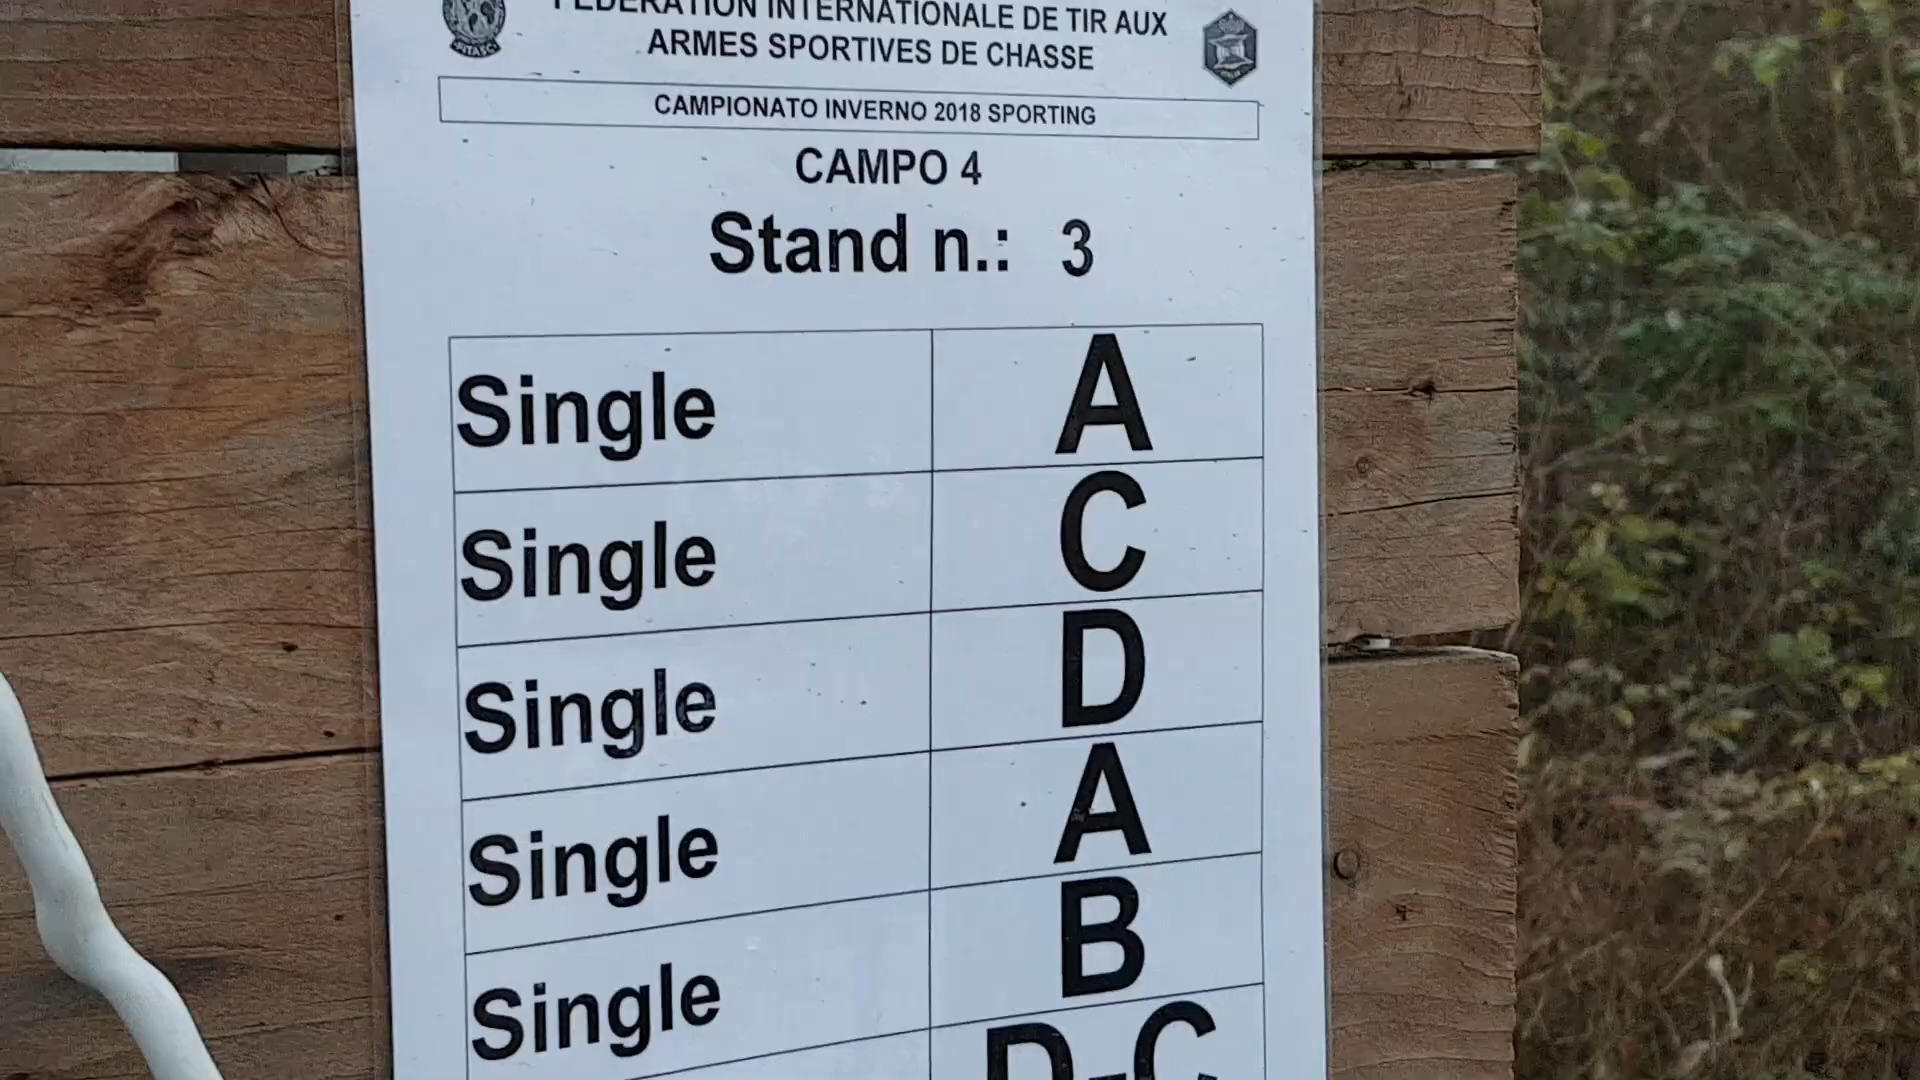 FEDERATION INTERNATIONALE DE TIR AUX
ARMES SPORTIVES DE CHASSE
CAMPIONATO INVERNO 2018 SPORTING
CAMPO 4
Stand n.: 3
Single A
Single C
Single D
Single A
Single B
D-C
FITASC